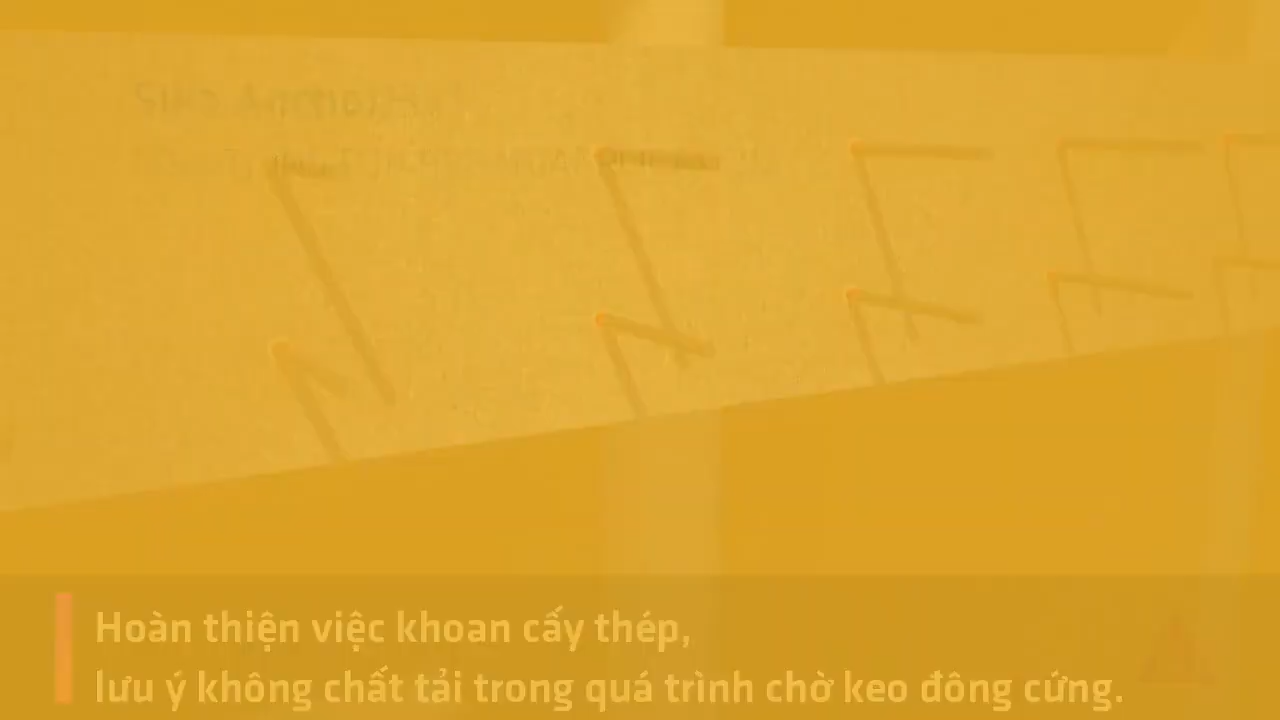 Hoàn thiện việc khoan cấy thép,
lưu ý không chất tải trong quá trình chờ keo đông cứng.